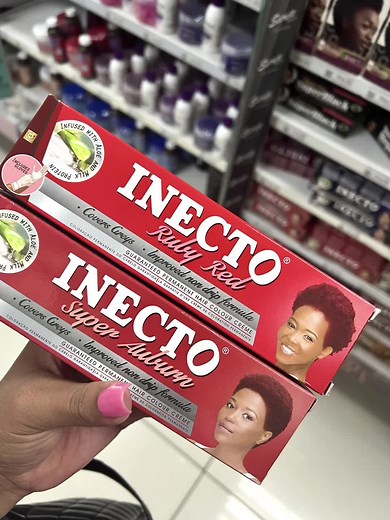 INFUSED WITH ALOE AND MILK PROTEIN
INECTO®
Ruby Red
• Covers Greys • Improved non drip formula
GUARANTEED PERMANENT HAIR COLOUR CREME
INFUSED WITH ALOE AND MILK PROTEIN
INECTO®
Super Auburn
• Covers Greys • Improved non drip formula
GUARANTEED PERMANENT HAIR COLOUR CREME
INECTO